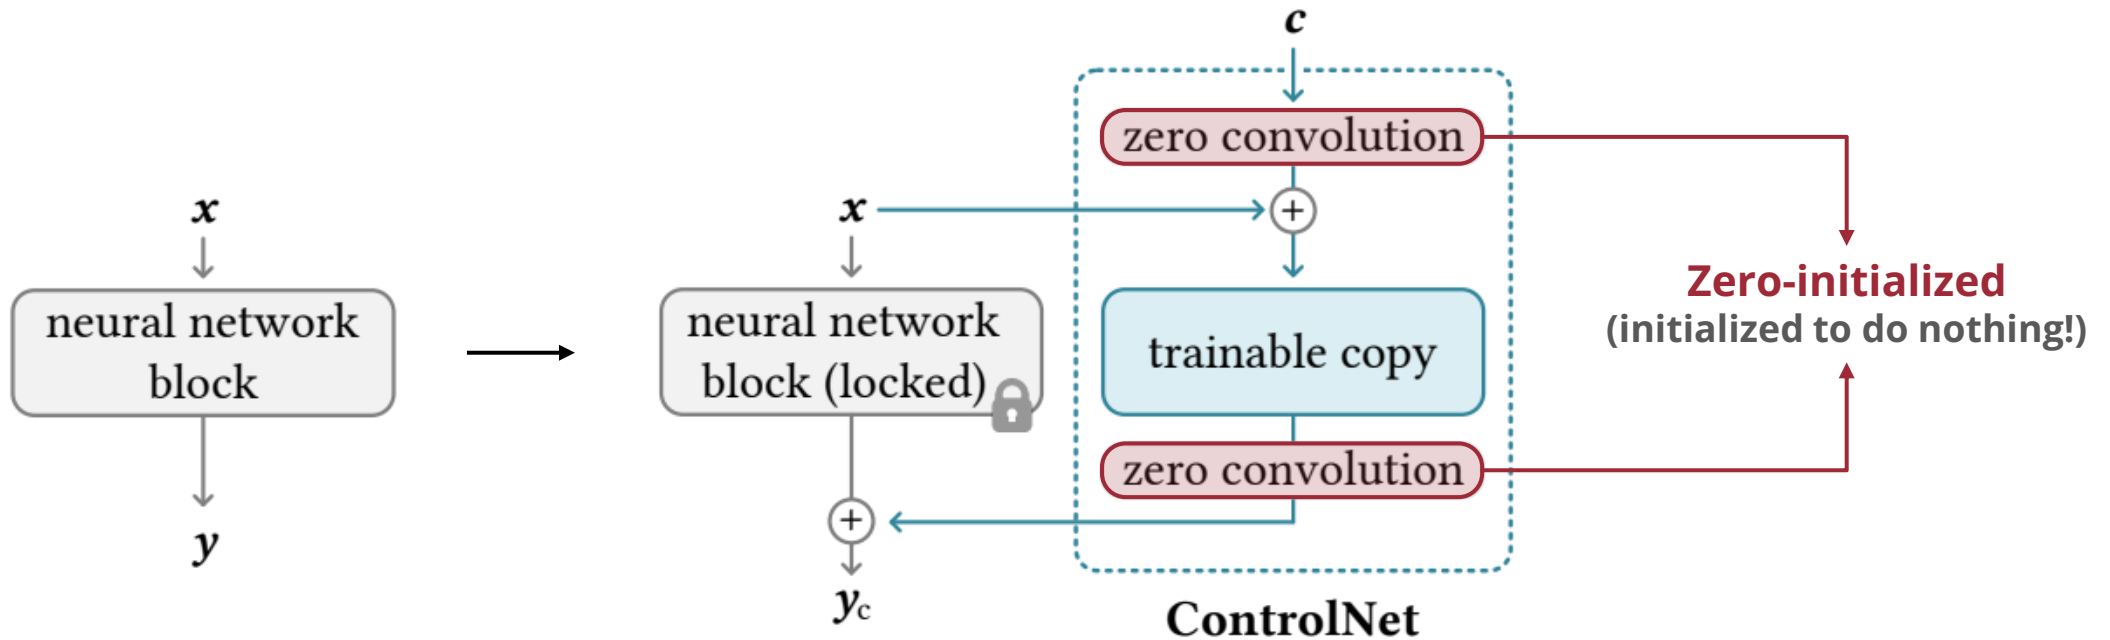 x
neural network
block
y
x
neural network
block (locked)
+
yc
c
zero convolution
+
trainable copy
zero convolution
ControlNet
Zero-initialized
(initialized to do nothing!)